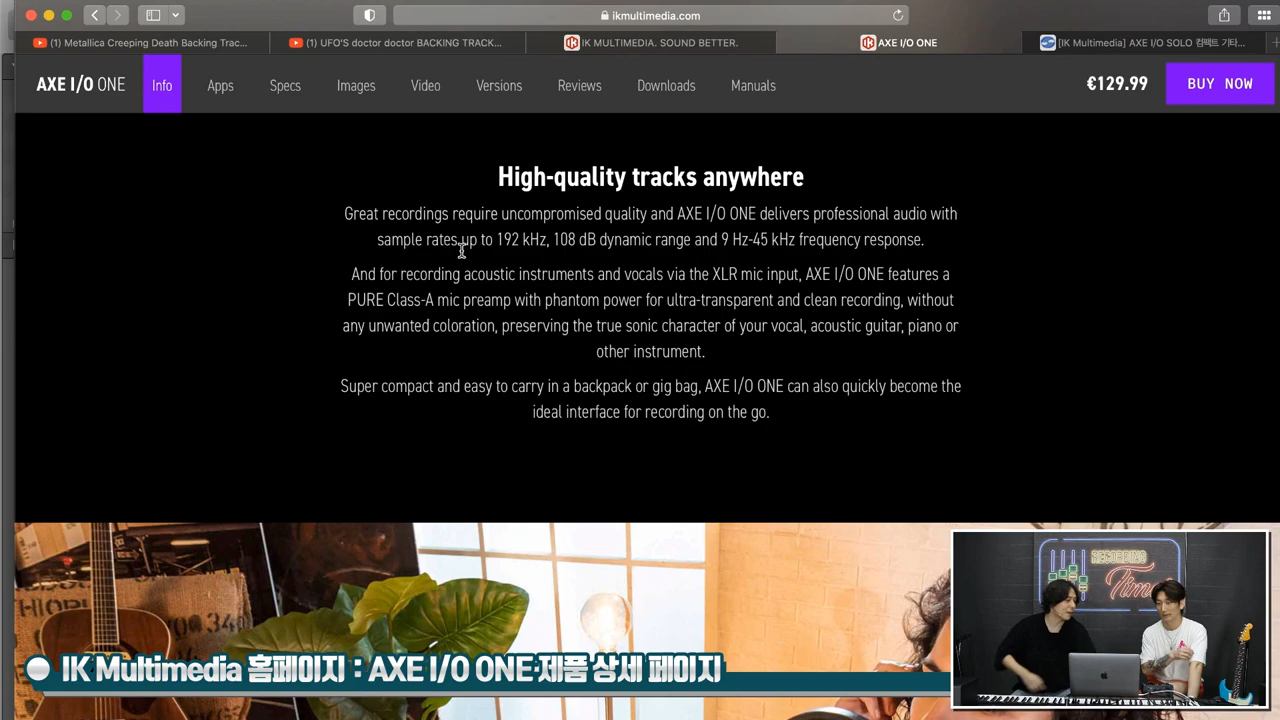 ikmultimedia.com
(1) Metallica Creeping Death Backing Trac...
(1) UFO'S doctor doctor BACKING TRACK...
IK MULTIMEDIA. SOUND BETTER.
AXE I/O ONE
[IK Multimedia] AXE I/O SOLO 컴팩트 기타...
AXE I/O ONE
Info
Apps
Specs
Images
Video
Versions
Reviews
Downloads
Manuals
€129.99
BUY NOW
High-quality tracks anywhere
Great recordings require uncompromised quality and AXE I/O ONE delivers professional audio with
sample rates up to 192 kHz, 108 dB dynamic range and 9 Hz-45 kHz frequency response.
And for recording acoustic instruments and vocals via the XLR mic input, AXE I/O ONE features a
PURE Class-A mic preamp with phantom power for ultra-transparent and clean recording, without
any unwanted coloration, preserving the true sonic character of your vocal, acoustic guitar, piano or
other instrument.
Super compact and easy to carry in a backpack or gig bag, AXE I/O ONE can also quickly become the
ideal interface for recording on the go.
RECORDING
Time
IK Multimedia 홈페이지 : AXE I/O ONE 제품 상세 페이지